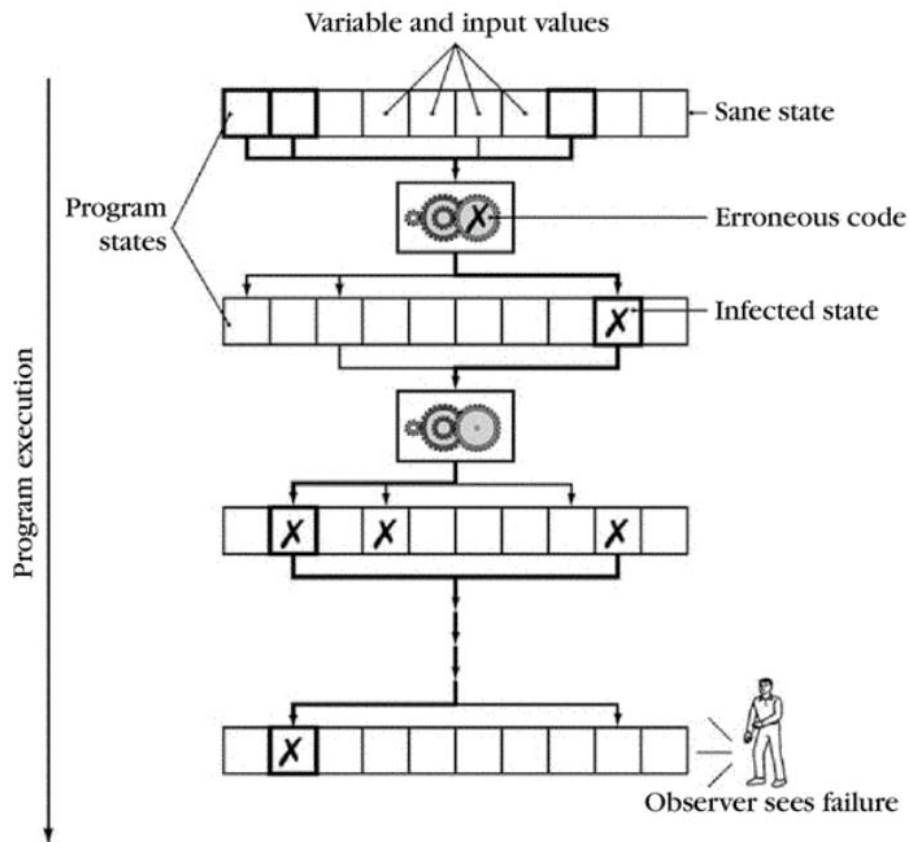 Variable and input values
Sane state
Program
states
Erroneous code
Infected state
Program execution
Observer sees failure